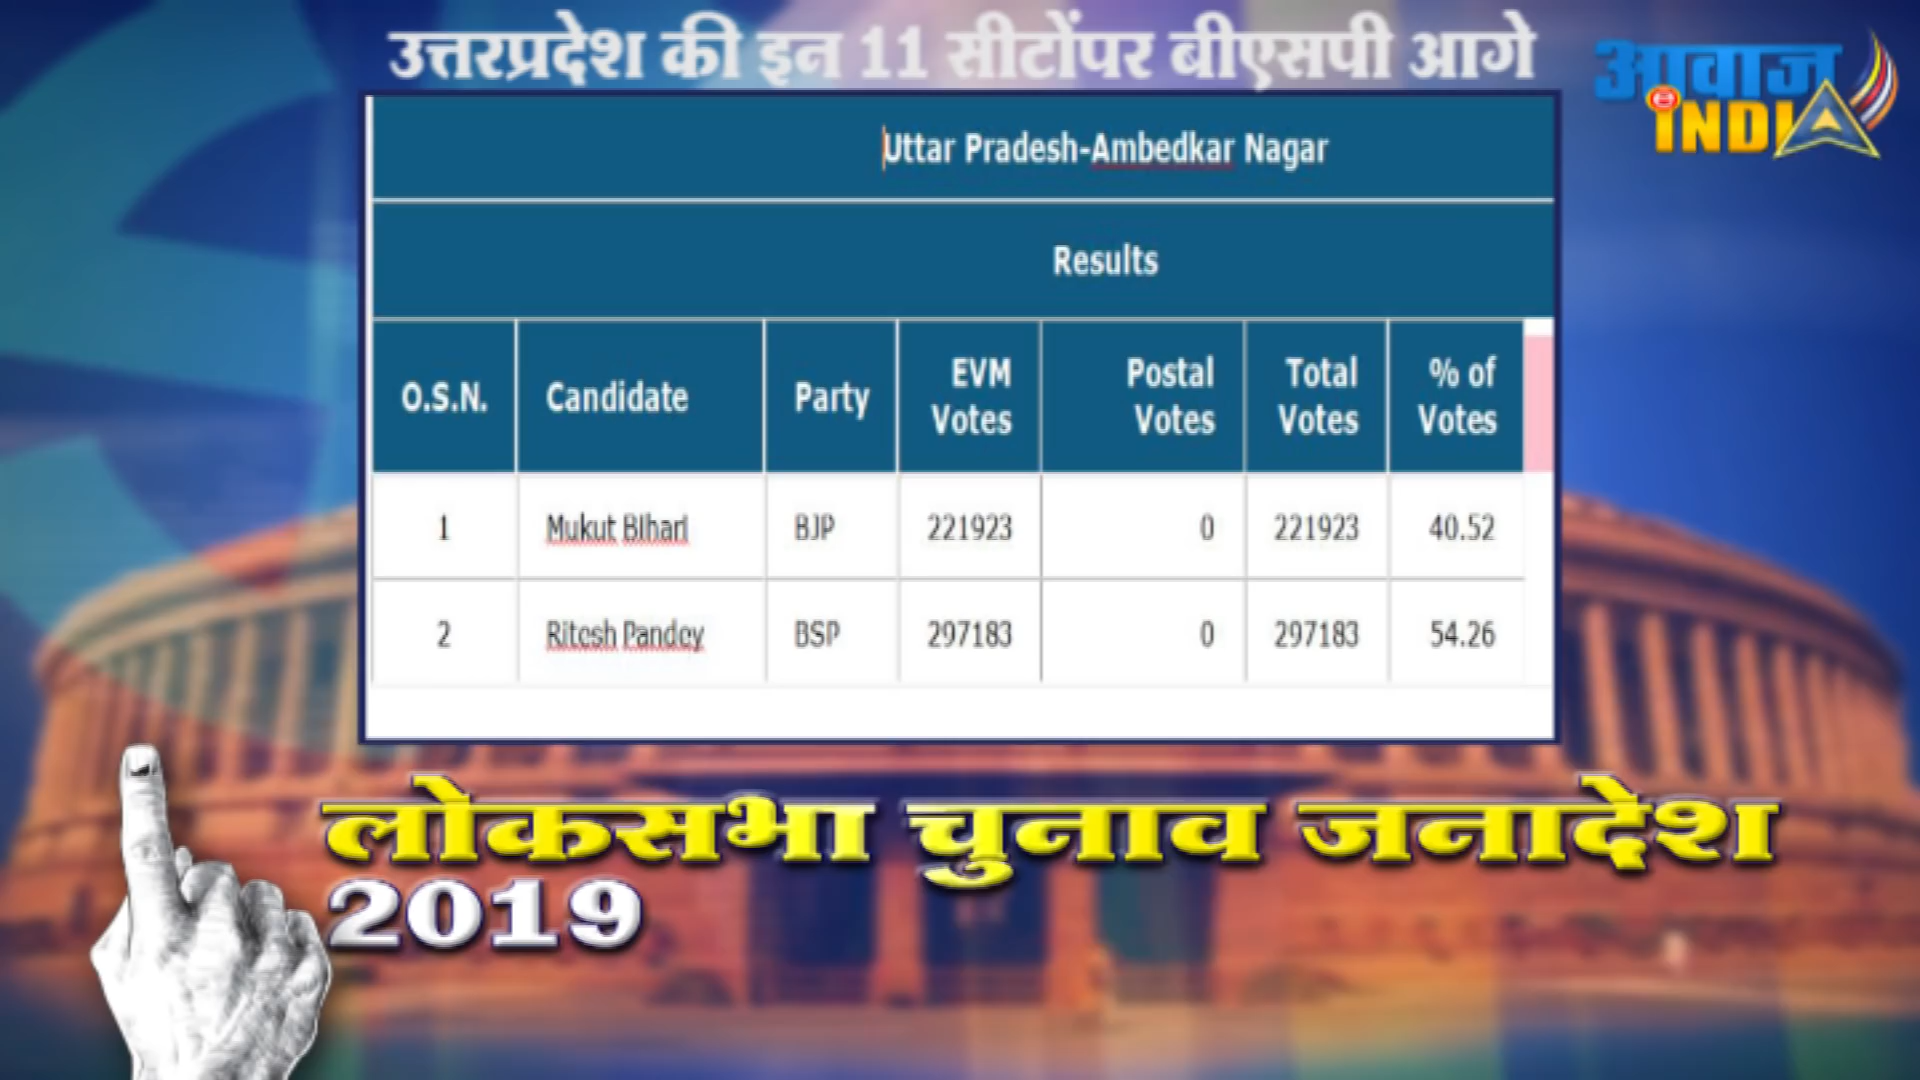 उत्तरप्रदेश की इन 11 सीटोंपर बीएसपी आगे
आवाज
INDIA
Uttar Pradesh-Ambedkar Nagar
Results
O.S.N. Candidate Party EVM Votes Postal Votes Total Votes % of Votes
1 Mukut Bihari BJP 221923 0 221923 40.52
2 Ritesh Pandey BSP 297183 0 297183 54.26
लोकसभा चुनाव जनादेश
2019